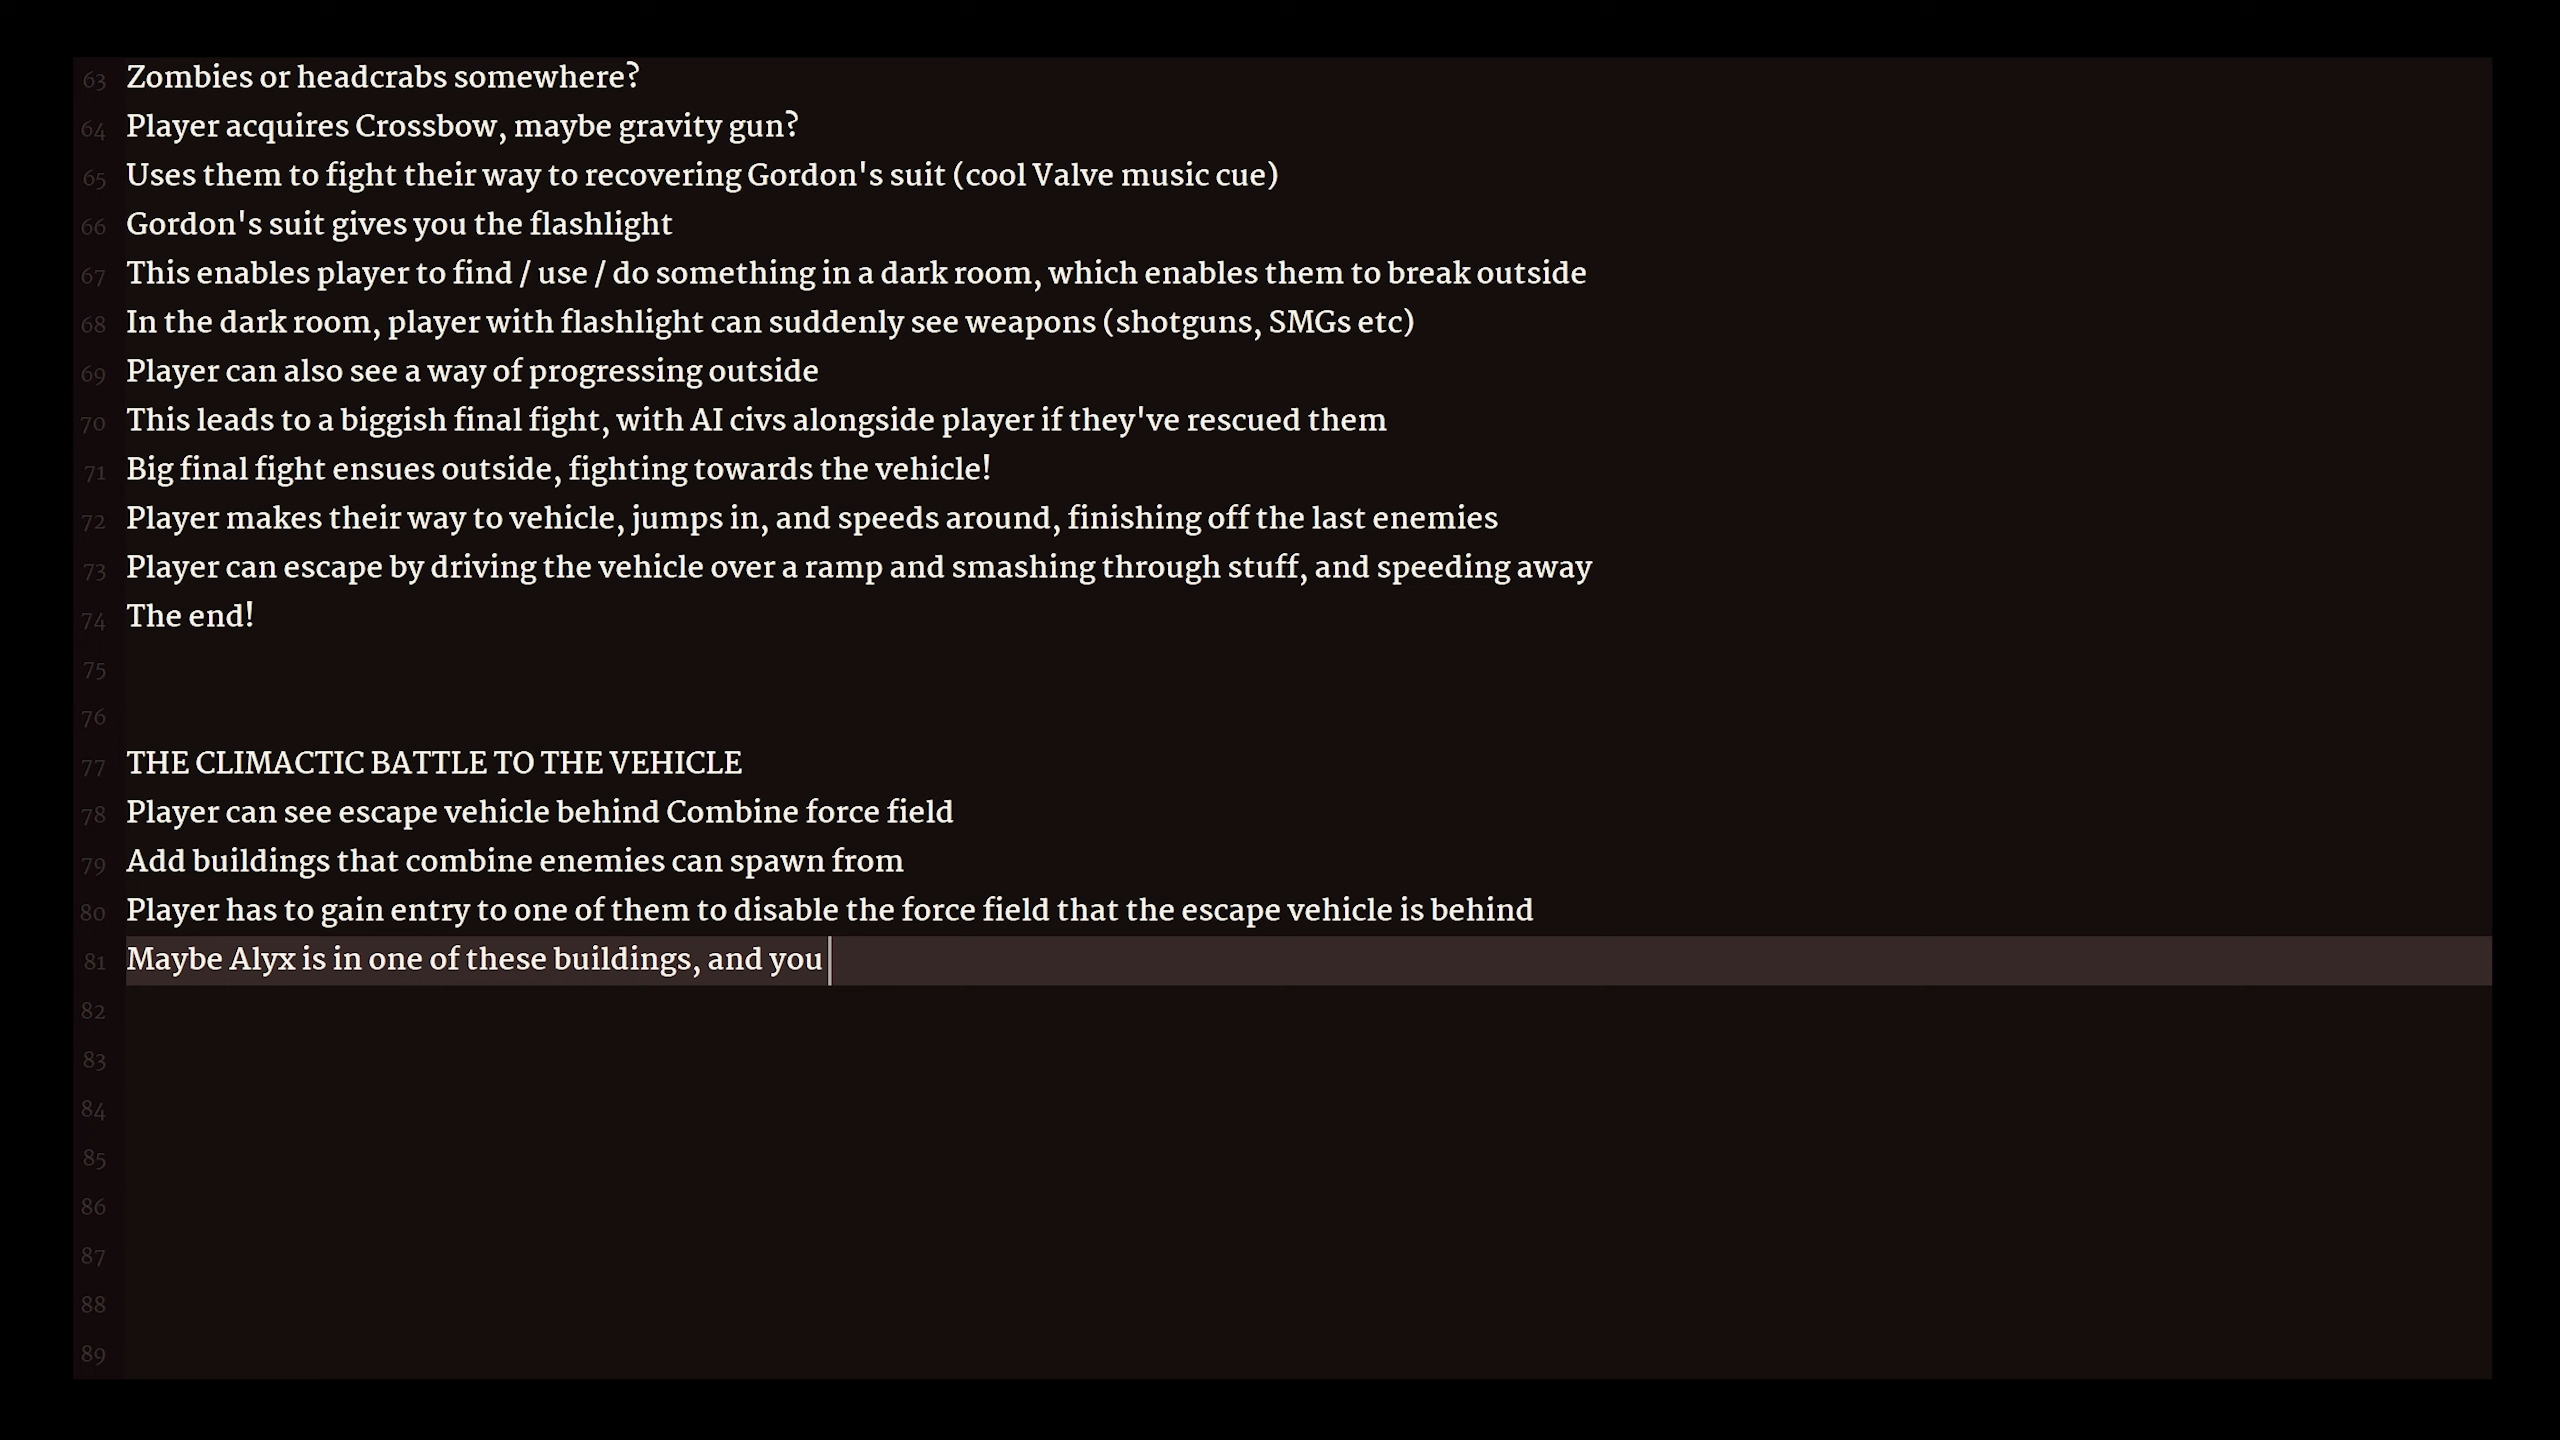 63 Zombies or headcrabs somewhere?
64 Player acquires Crossbow, maybe gravity gun?
65 Uses them to fight their way to recovering Gordon's suit (cool Valve music cue)
66 Gordon's suit gives you the flashlight
67 This enables player to find / use / do something in a dark room, which enables them to break outside
68 In the dark room, player with flashlight can suddenly see weapons (shotguns, SMGs etc)
69 Player can also see a way of progressing outside
70 This leads to a biggish final fight, with AI civs alongside player if they've rescued them
71 Big final fight ensues outside, fighting towards the vehicle!
72 Player makes their way to vehicle, jumps in, and speeds around, finishing off the last enemies
73 Player can escape by driving the vehicle over a ramp and smashing through stuff, and speeding away
74 The end!
75
76
77 THE CLIMACTIC BATTLE TO THE VEHICLE
78 Player can see escape vehicle behind Combine force field
79 Add buildings that combine enemies can spawn from
80 Player has to gain entry to one of them to disable the force field that the escape vehicle is behind
81 Maybe Alyx is in one of these buildings, and you
82
83
84
85
86
87
88
89